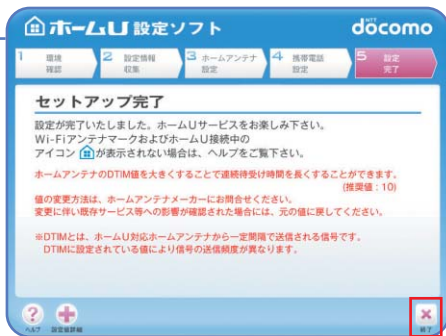 ホームU 設定ソフト
NTT
döcomo
1 環境
確認
2 設定情報
収集
3 ホームアンテナ
設定
4 携帯電話
設定
5 設定
完了
セットアップ完了
設定が完了いたしました。ホームUサービスをお楽しみ下さい。
Wi-Fiアンテナマークおよびホーム U接続中の
アイコン が表示されない場合は、ヘルプをご覧下さい。
ホームアンテナのDTIM値を大きくすることで連続待受け時間を長くすることができます。
(推奨値：10)
値の変更方法は、ホームアンテナメーカーにお問合せください。
変更に伴い既存サービス等への影響が確認された場合には、元の値に戻してください。
※DTIMとは、ホームU対応ホームアンテナから一定間隔で送信される信号です。
DTIMに設定されている値により信号の送信頻度が異なります。
ヘルプ 設定値詳細 終了